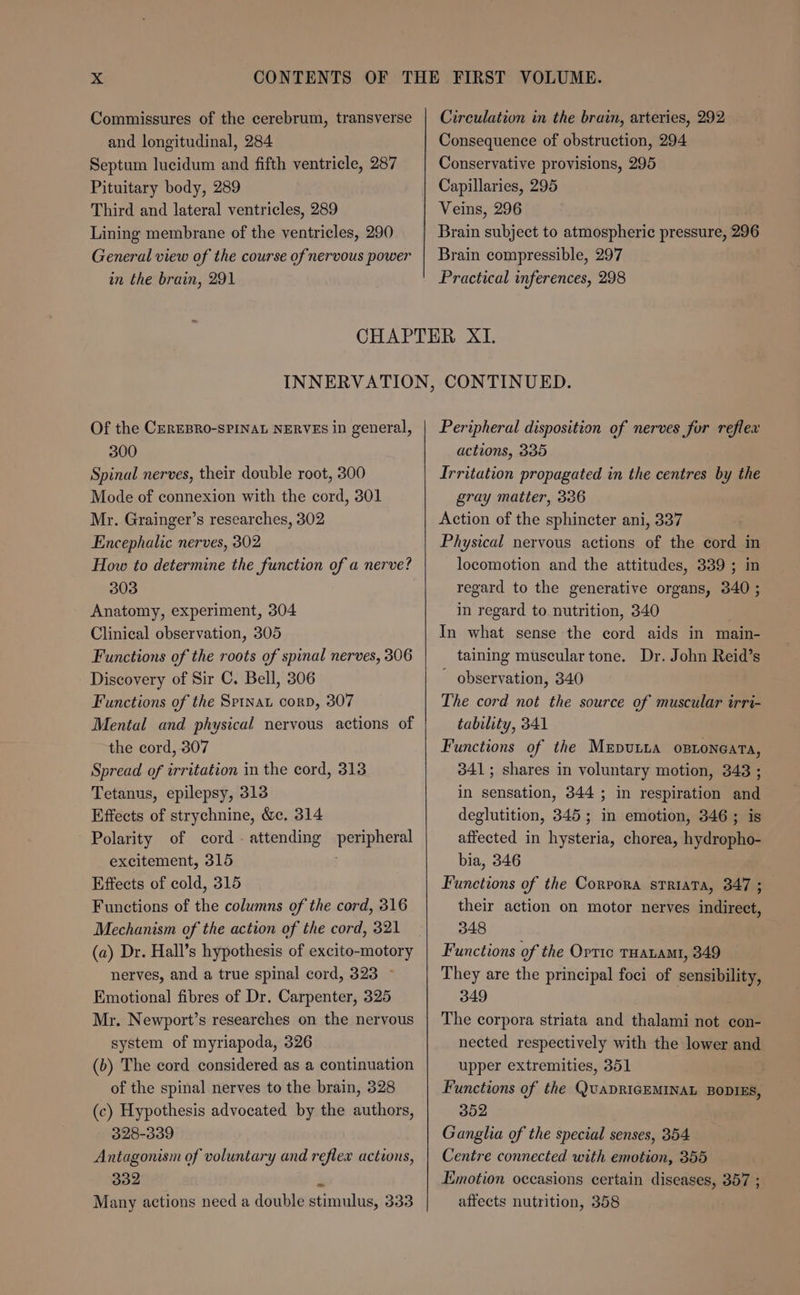 x CONTENTS OF THE FIRST VOLUME.
Commissures of the cerebrum, transverse
and longitudinal, 284
Septum lucidum and fifth ventricle, 287
Pituitary body, 289
Third and lateral ventricles, 289
Lining membrane of the ventricles, 290
General view of the course of nervous power
in the brain, 291
Circulation in the brain, arteries, 292
Consequence of obstruction, 294
Conservative provisions, 295
Capillaries, 295
Veins, 296
Brain subject to atmospheric pressure, 296
Brain compressible, 297
Practical inferences, 298
CHAPTER XI.
INNERVATION, CONTINUED.
Of the CEREBRO-SPINAL NERVES in general,
300
Spinal nerves, their double root, 300
Mode of connexion with the cord, 301
Mr. Grainger's researches, 302
Encephalic nerves, 302
How to determine the function of a nerve?
303
Anatomy, experiment, 304
Clinical observation, 305
Functions of the roots of spinal nerves, 306
Discovery of Sir C. Bell, 306
Functions of the SPINAL CORD, 307
Mental and physical nervous actions of
the cord, 307
Spread of irritation in the cord, 313
Tetanus, epilepsy, 313
Effects of strychnine, &c. 314
Polarity of cord attending peripheral
excitement, 315
Effects of cold, 315
Functions of the columns of the cord, 316
Mechanism of the action of the cord, 321
(a) Dr. Hall's hypothesis of excito-motory
nerves, and a true spinal cord, 323
Emotional fibres of Dr. Carpenter, 325
Mr. Newport's researches on the nervous
system of myriapoda, 326
(b) The cord considered as a continuation
of the spinal nerves to the brain, 328
(c) Hypothesis advocated by the authors,
328-339
Antagonism of voluntary and reflex actions,
332
Many actions need a double stimulus, 333
Peripheral disposition of nerves for reflex
actions, 335
Irritation propagated in the centres by the
gray matter, 336
Action of the sphincter ani, 337
Physical nervous actions of the cord in
locomotion and the attitudes, 339; in
regard to the generative organs, 340;
in regard to nutrition, 340
In what sense the cord aids in main-
taining muscular tone. Dr. John Reid's
observation, 340
The cord not the source of muscular irri-
tability, 341
Functions of the MEDULLA OBLONGATA,
341; shares in voluntary motion, 343;
in sensation, 344; in respiration and
deglutition, 345; in emotion, 346; is
affected in hysteria, chorea, hydropho-
bia, 346
Functions of the CORPORA STRIATA, 347;
their action on motor nerves indirect,
348
Functions of the OPTIC THALAMI, 349
They are the principal foci of sensibility,
349
The corpora striata and thalami not con-
nected respectively with the lower and
upper extremities, 351
Functions of the QUADRIGEMINAL BODIES,
352
Ganglia of the special senses, 354
Centre connected with emotion, 355
Emotion occasions certain diseases, 357;
affects nutrition, 358